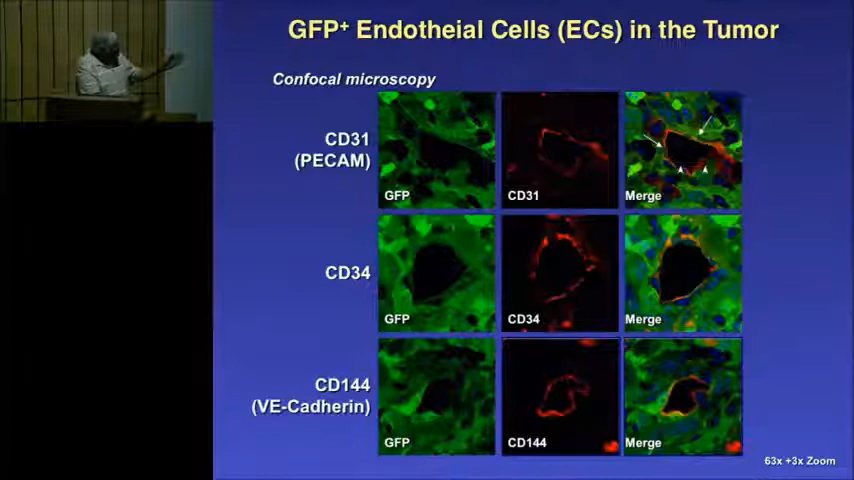 GFP+ Endotheial Cells (ECs) in the Tumor
Confocal microscopy
CD31
(PECAM)
GFP
CD31
Merge
CD34
GFP
CD34
Merge
CD144
(VE-Cadherin)
GFP
CD144
Merge
63x +3x Zoom